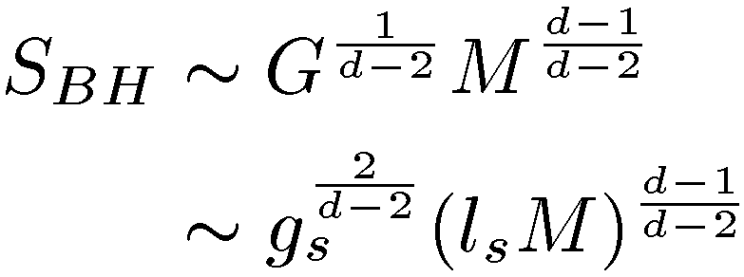 S_{BH} \sim G^{\frac{1}{d-2}} M^{\frac{d-1}{d-2}}
\sim g_s^{\frac{2}{d-2}} (l_s M)^{\frac{d-1}{d-2}}